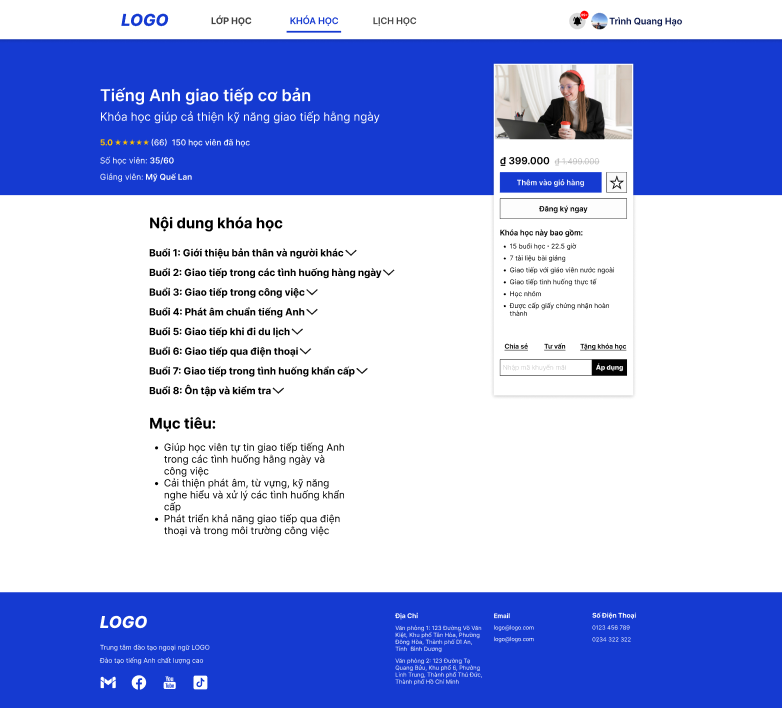 LOGO
LỚP HỌC
KHÓA HỌC
LỊCH HỌC
Trịnh Quang Hạo
Tiếng Anh giao tiếp cơ bản
Khóa học giúp cả thiện kỹ năng giao tiếp hằng ngày
5.0 ★★★★★ (66) 150 học viên đã học
Số học viên: 35/60
Giảng viên: Mỹ Quế Lan
₫ 399.000 ₫ 1.499.000
Thêm vào giỏ hàng
Đăng ký ngay
Khóa học này bao gồm:
• 15 buổi học - 22.5 giờ
• 7 tài liệu bài giảng
• Giao tiếp với giáo viên nước ngoài
• Giao tiếp tình huống thực tế
• Học nhóm
• Được cấp giấy chứng nhận hoàn
thành
Chia sẻ Tư vấn Tặng khóa học
Nhập mã khuyến mãi Áp dụng
Nội dung khóa học
Buổi 1: Giới thiệu bản thân và người khác
Buổi 2: Giao tiếp trong các tình huống hàng ngày
Buổi 3: Giao tiếp trong công việc
Buổi 4: Phát âm chuẩn tiếng Anh
Buổi 5: Giao tiếp khi đi du lịch
Buổi 6: Giao tiếp qua điện thoại
Buổi 7: Giao tiếp trong tình huống khẩn cấp
Buổi 8: Ôn tập và kiểm tra
Mục tiêu:
• Giúp học viên tự tin giao tiếp tiếng Anh
trong các tình huống hằng ngày và
công việc
• Cải thiện phát âm, từ vựng, kỹ năng
nghe hiểu và xử lý các tình huống khẩn
cấp
• Phát triển khả năng giao tiếp qua điện
thoại và trong môi trường công việc
LOGO
Trung tâm đào tạo ngoại ngữ LOGO
Đào tạo tiếng Anh chất lượng cao
You
Tube
Địa Chỉ
Văn phòng 1: 123 Đường Võ Văn
Kiệt, Khu phố Tân Hòa, Phường
Đông Hòa, Thành phố Dĩ An,
Tỉnh Bình Dương
Văn phòng 2: 123 Đường Tạ
Quang Bửu, Khu phố 6, Phường
Linh Trung, Thành phố Thủ Đức,
Thành phố Hồ Chí Minh
Email
logo@logo.com
logo@logo.com
Số Điện Thoại
0123 456 789
0234 322 322